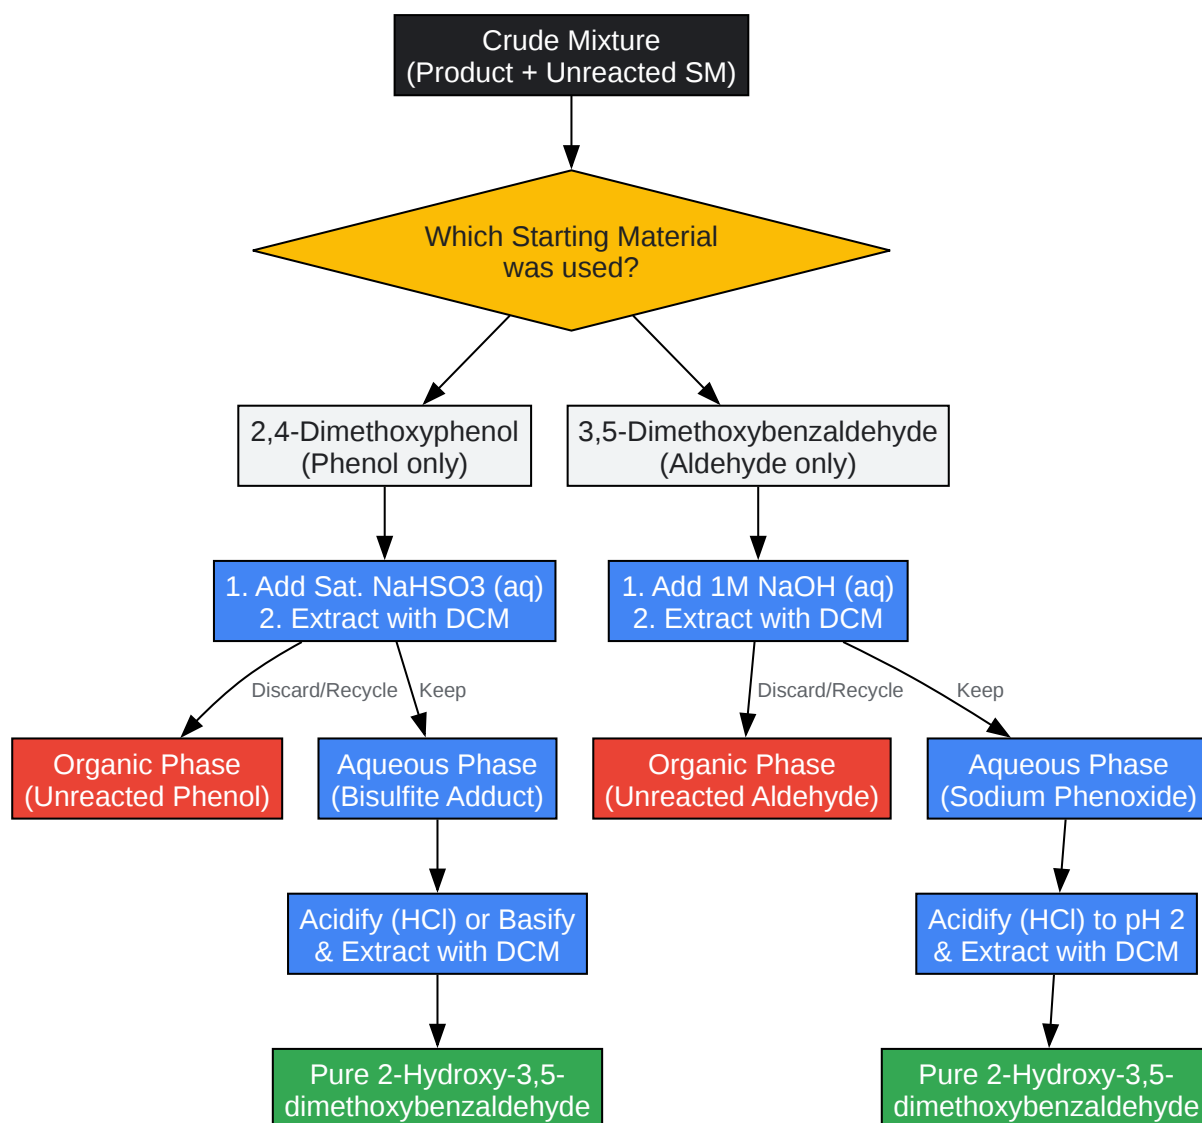 Crude Mixture
(Product + Unreacted SM)
Which Starting Material
was used?
2,4-Dimethoxyphenol
(Phenol only)
3,5-Dimethoxybenzaldehyde
(Aldehyde only)
1. Add Sat. NaHSO3 (aq)
2. Extract with DCM
1. Add 1M NaOH (aq)
2. Extract with DCM
Discard/Recycle
Keep
Discard/Recycle
Keep
Organic Phase
(Unreacted Phenol)
Aqueous Phase
(Bisulfite Adduct)
Organic Phase
(Unreacted Aldehyde)
Aqueous Phase
(Sodium Phenoxide)
Acidify (HCl) or Basify
& Extract with DCM
Acidify (HCl) to pH 2
& Extract with DCM
Pure 2-Hydroxy-3,5-
dimethoxybenzaldehyde
Pure 2-Hydroxy-3,5-
dimethoxybenzaldehyde